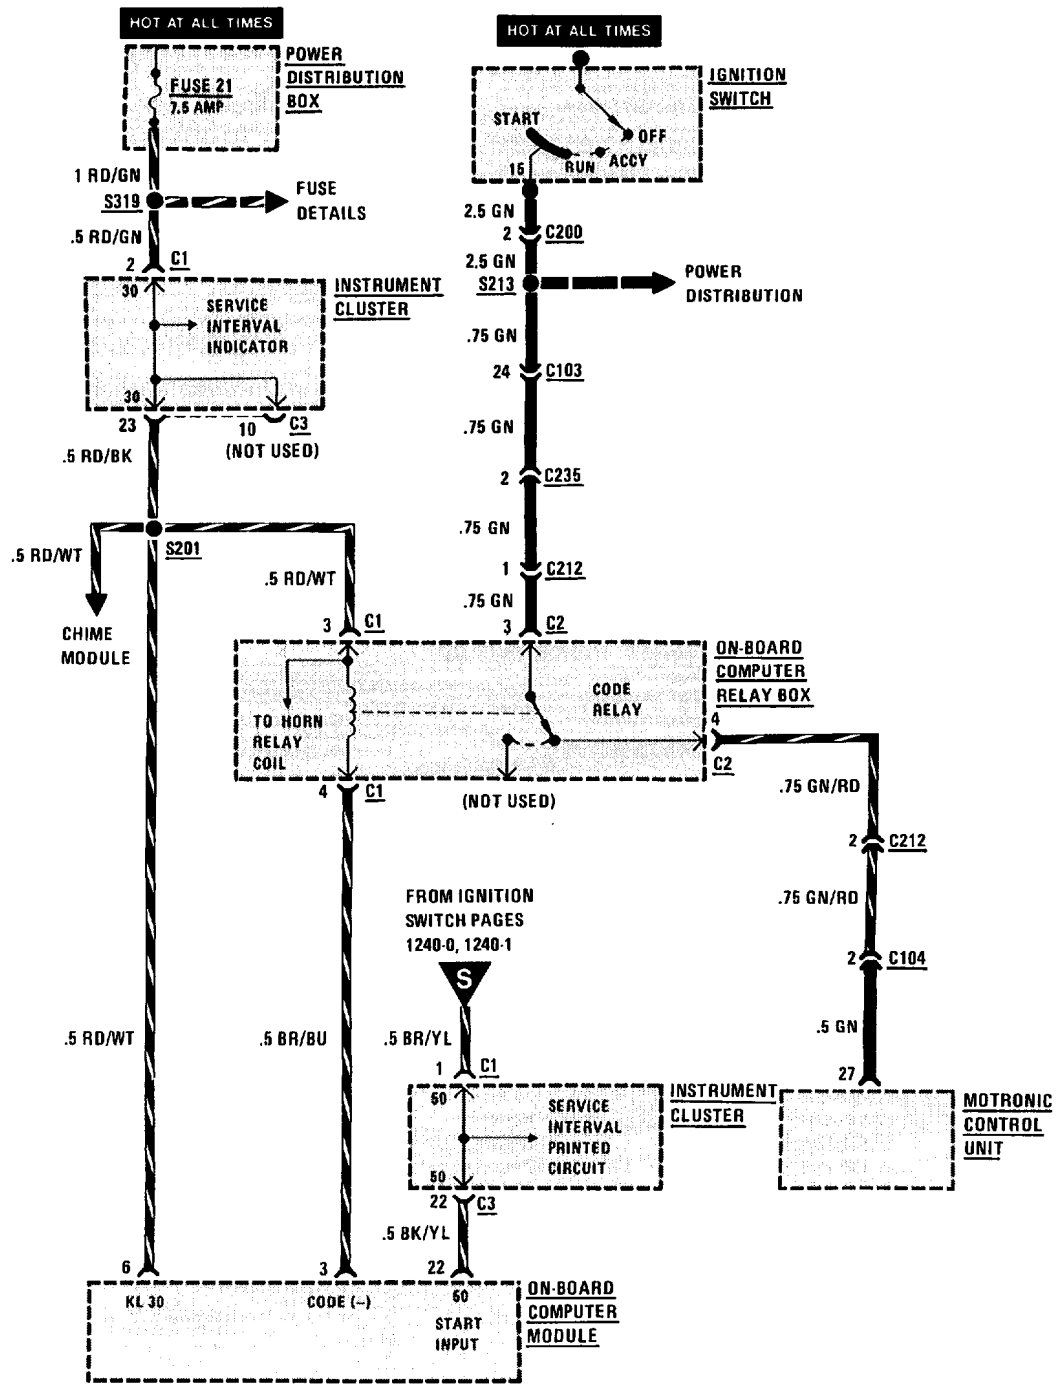 HOT AT ALL TIMES
HOT AT ALL TIMES
POWER
DISTRIBUTION
BOX
FUSE 21
7.5 AMP
IGNITION
SWITCH
START
OFF
ACCY
RUN
15
1 RD/GN
S319
FUSE
DETAILS
.5 RD/GN
2
C1
2.5 GN
2
C200
2.5 GN
S213
POWER
DISTRIBUTION
INSTRUMENT
CLUSTER
30
SERVICE
INTERVAL
INDICATOR
30
.75 GN
24
C103
23
10
C3
(NOT USED)
.5 RD/BK
.75 GN
2
C235
S201
.5 RD/WT
.5 RD/WT
.75 GN
1
C212
.75 GN
CHIME
MODULE
3
C1
3
C2
ON-BOARD
COMPUTER
RELAY BOX
CODE
RELAY
TO HORN
RELAY
COIL
4
C2
4
C1
(NOT USED)
.75 GN/RD
2
C212
.75 GN/RD
2
C104
.5 GN
27
MOTRONIC
CONTROL
UNIT
FROM IGNITION
SWITCH PAGES
1240-0, 1240-1
S
.5 RD/WT
.5 BR/BU
.5 BR/YL
1
C1
INSTRUMENT
CLUSTER
50
SERVICE
INTERVAL
PRINTED
CIRCUIT
50
22
C3
.5 BK/YL
6
3
22
KL 30
CODE (–)
50
START
INPUT
ON-BOARD
COMPUTER
MODULE